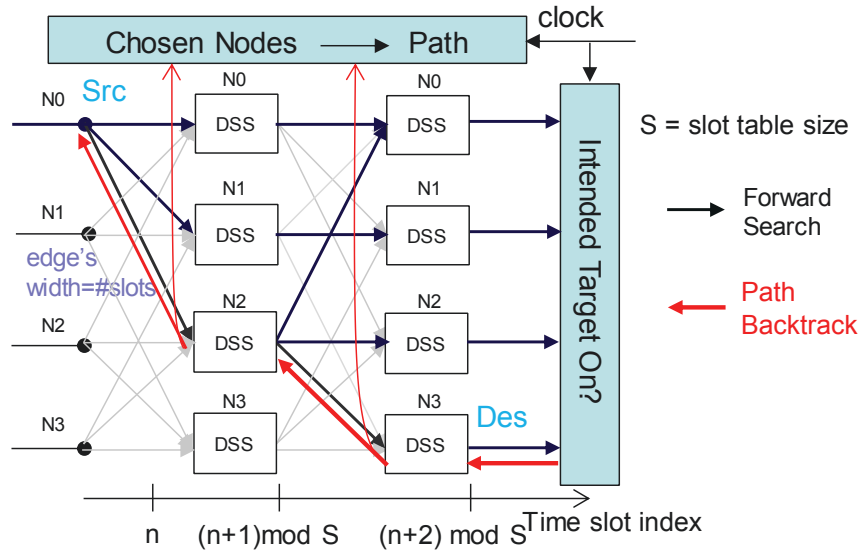 Chosen Nodes → Path
clock
Src
N0
N0
N0
DSS
DSS
S = slot table size
N1
N1
N1
DSS
DSS
Forward
Search
edge's
width=#slots
N2
N2
N2
DSS
DSS
Path
Backtrack
N3
N3
N3
Des
DSS
DSS
Intended Target On?
n
(n+1)mod S
(n+2) mod S
Time slot index